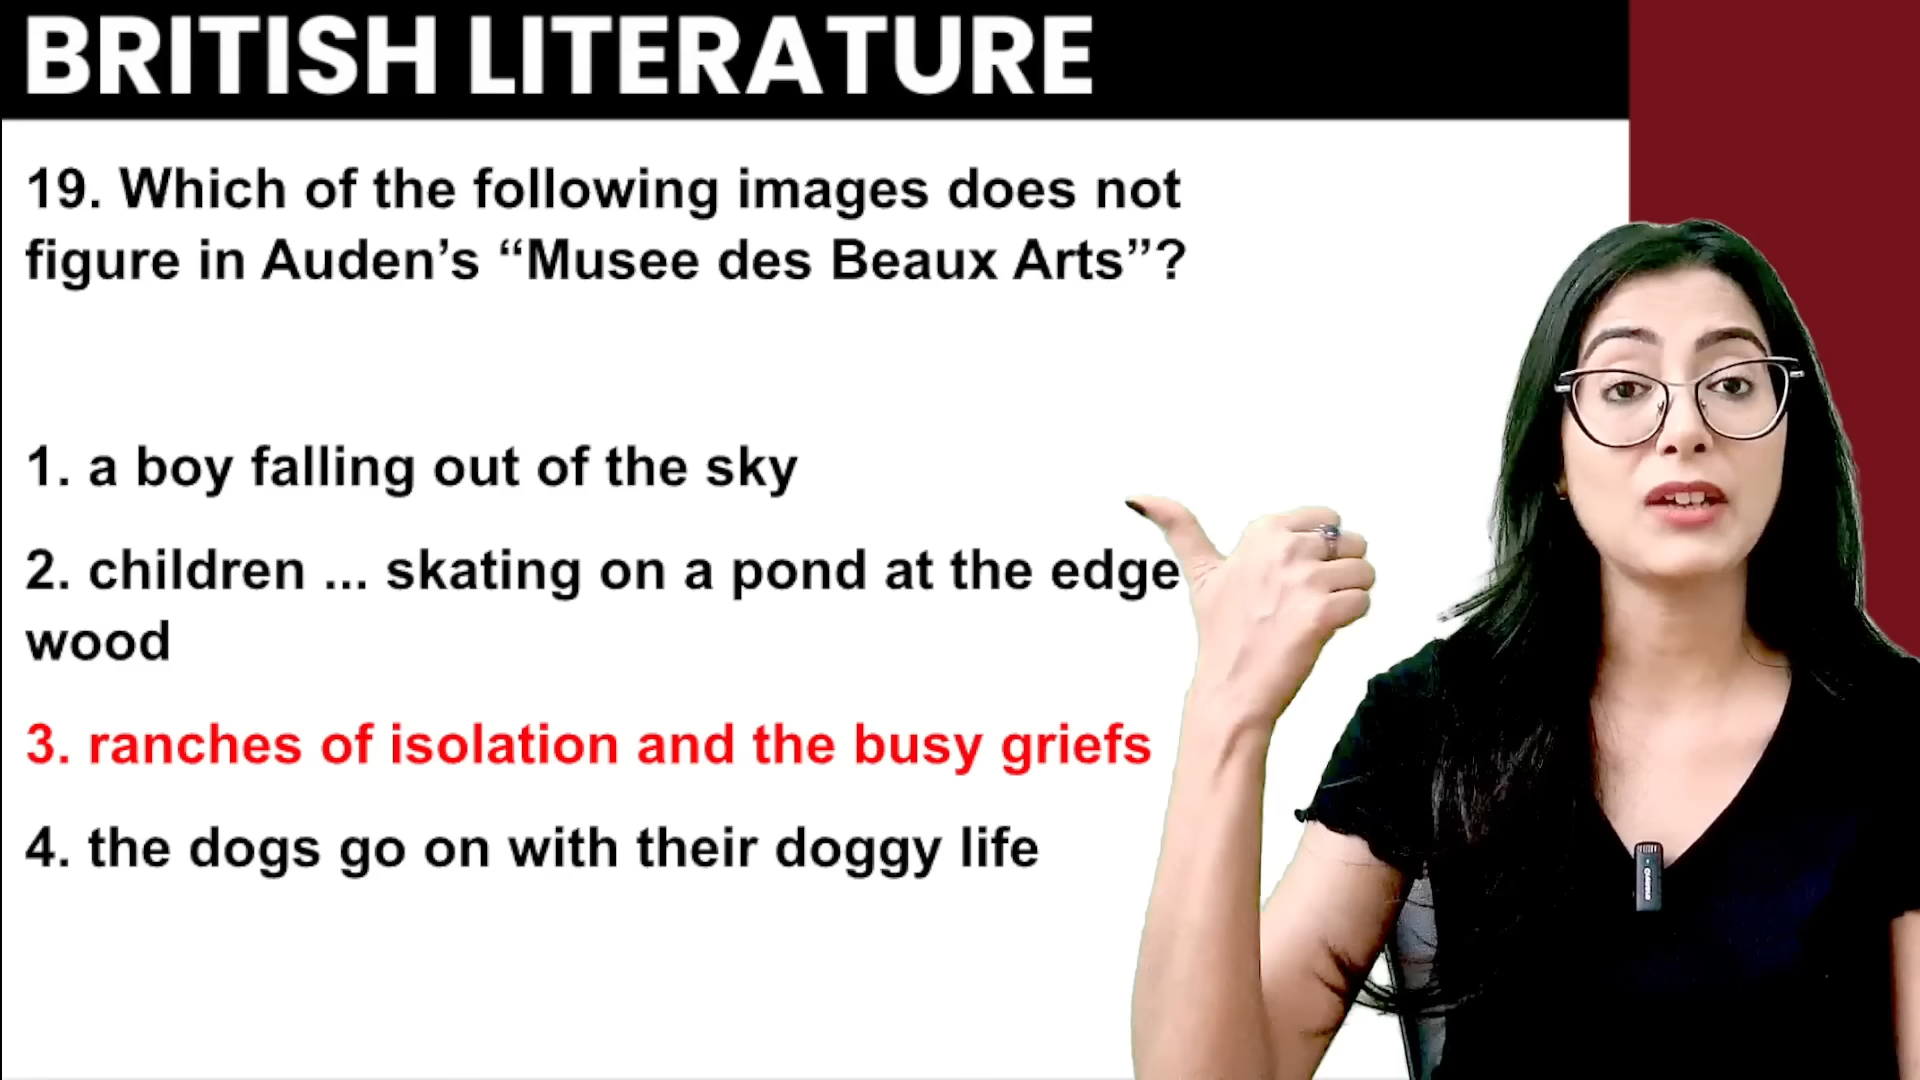 BRITISH LITERATURE
19. Which of the following images does not
figure in Auden’s “Musee des Beaux Arts”?
1. a boy falling out of the sky
2. children ... skating on a pond at the edge
wood
3. ranches of isolation and the busy griefs
4. the dogs go on with their doggy life